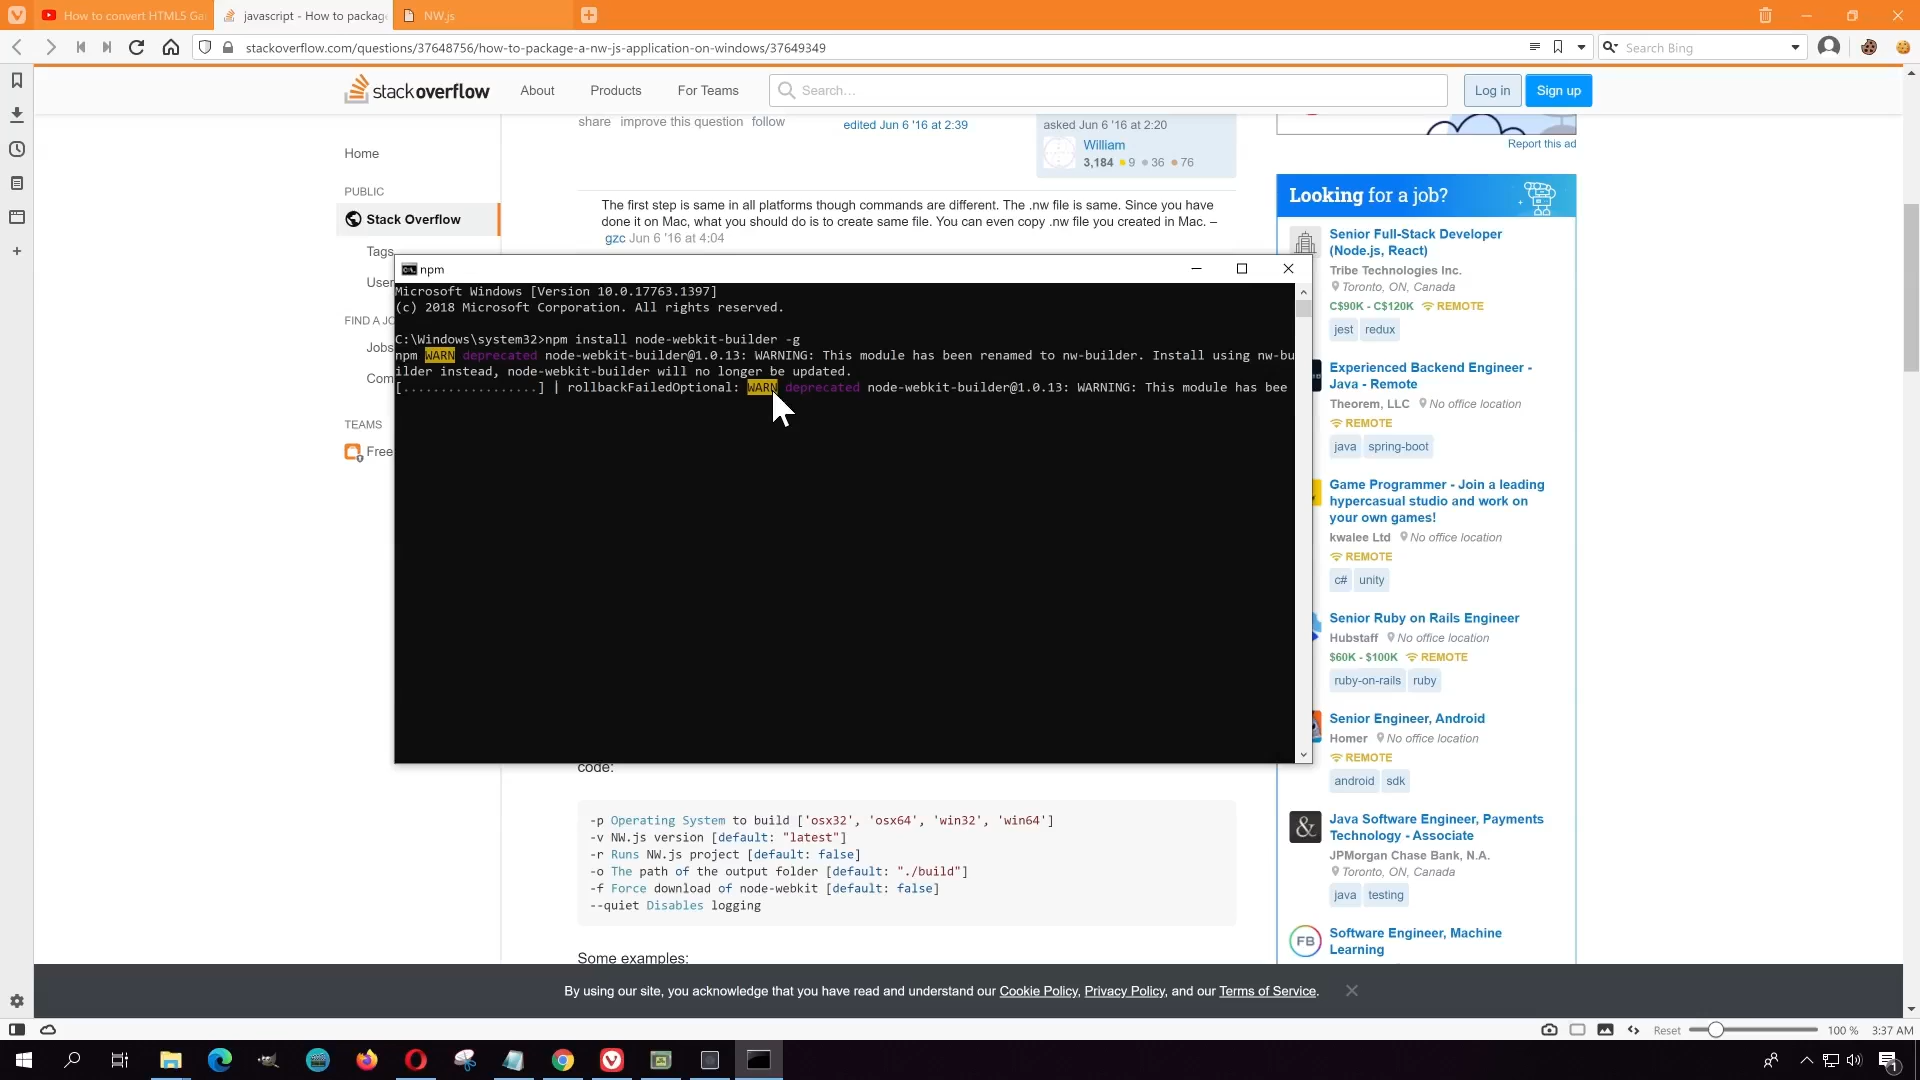 How to convert HTML5 Ga
javascript - How to package
NW.js
stackoverflow.com/questions/37648756/how-to-package-a-nw-js-application-on-windows/37649349
Search Bing
stackoverflow
About
Products
For Teams
Search...
Log in
Sign up
Home
PUBLIC
Stack Overflow
Tags
User
FIND A JO
Jobs
Com
TEAMS
Free
share improve this question follow
edited Jun 6 '16 at 2:39
asked Jun 6 '16 at 2:20
William
3,184 9 36 76
The first step is same in all platforms though commands are different. The .nw file is same. Since you have
done it on Mac, what you should do is to create same file. You can even copy .nw file you created in Mac. –
gzc Jun 6 '16 at 4:04
npm
Microsoft Windows [Version 10.0.17763.1397]
(c) 2018 Microsoft Corporation. All rights reserved.
C:\Windows\system32>npm install node-webkit-builder -g
npm WARN deprecated node-webkit-builder@1.0.13: WARNING: This module has been renamed to nw-builder. Install using nw-bu
ilder instead, node-webkit-builder will no longer be updated.
[..................] | rollbackFailedOptional: WARN deprecated node-webkit-builder@1.0.13: WARNING: This module has bee
code:
-p Operating System to build ['osx32', 'osx64', 'win32', 'win64']
-v NW.js version [default: "latest"]
-r Runs NW.js project [default: false]
-o The path of the output folder [default: "./build"]
-f Force download of node-webkit [default: false]
--quiet Disables logging
Some examples:
Report this ad
Looking for a job?
Senior Full-Stack Developer
(Node.js, React)
Tribe Technologies Inc.
Toronto, ON, Canada
C$90K - C$120K REMOTE
jest redux
Experienced Backend Engineer -
Java - Remote
Theorem, LLC No office location
REMOTE
java spring-boot
Game Programmer - Join a leading
hypercasual studio and work on
your own games!
kwalee Ltd No office location
REMOTE
c# unity
Senior Ruby on Rails Engineer
Hubstaff No office location
$60K - $100K REMOTE
ruby-on-rails ruby
Senior Engineer, Android
Homer No office location
REMOTE
android sdk
&
Java Software Engineer, Payments
Technology - Associate
JPMorgan Chase Bank, N.A.
Toronto, ON, Canada
java testing
FB
Software Engineer, Machine
Learning
By using our site, you acknowledge that you have read and understand our Cookie Policy, Privacy Policy, and our Terms of Service.
Reset
100 %
3:37 AM
1